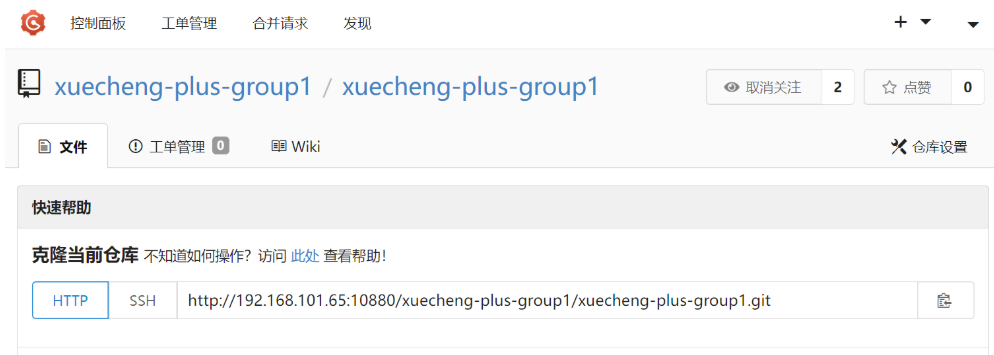 控制面板 工单管理 合并请求 发现
xuecheng-plus-group1 / xuecheng-plus-group1 取消关注 2 点赞 0
文件 工单管理 0 Wiki 仓库设置
快速帮助
克隆当前仓库 不知道如何操作？访问 此处 查看帮助！
HTTP SSH http://192.168.101.65:10880/xuecheng-plus-group1/xuecheng-plus-group1.git